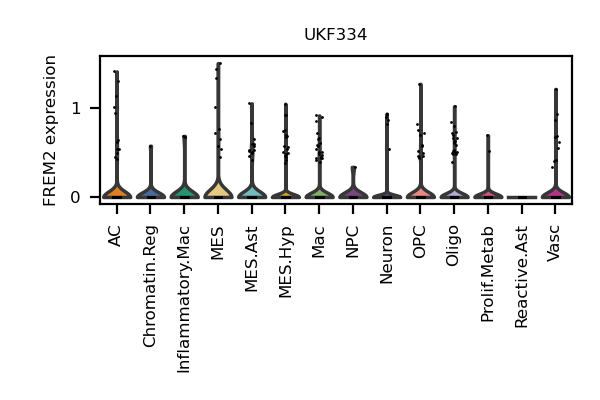 UKF334
FREM2 expression
1
0
AC
Chromatin.Reg
Inflammatory.Mac
MES
MES.Ast
MES.Hyp
Mac
NPC
Neuron
OPC
Oligo
Prolif.Metab
Reactive.Ast
Vasc